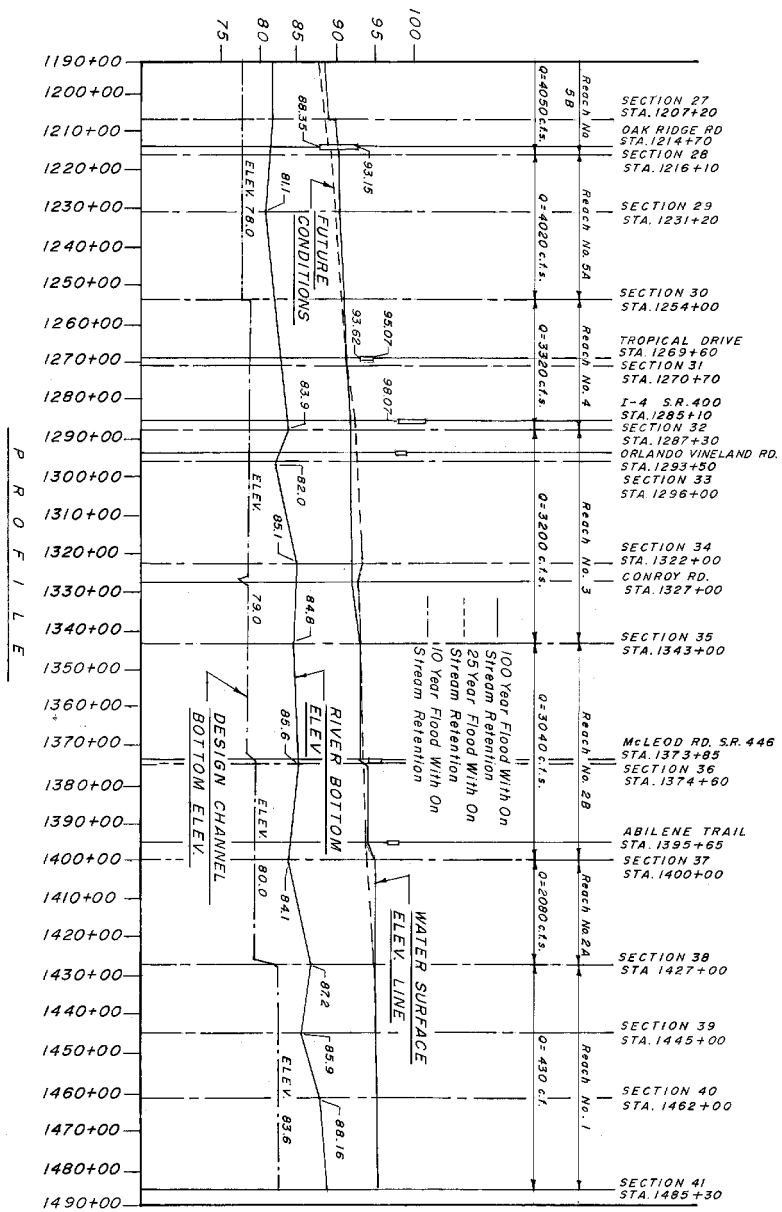 75
80
85
90
95
100
1190+00
1200+00
1210+00
1220+00
1230+00
1240+00
1250+00
1260+00
1270+00
1280+00
1290+00
1300+00
1310+00
1320+00
1330+00
1340+00
1350+00
1360+00
1370+00
1380+00
1390+00
1400+00
1410+00
1420+00
1430+00
1440+00
1450+00
1460+00
1470+00
1480+00
1490+00
SECTION 27
STA. 1207+20
OAK RIDGE RD
STA. 1214+70
SECTION 28
STA. 1216+10
SECTION 29
STA. 1231+20
SECTION 30
STA. 1254+00
TROPICAL DRIVE
STA. 1269+60
SECTION 31
STA. 1270+70
I-4 S.R. 400
STA. 1285+10
SECTION 32
STA. 1287+30
ORLANDO VINELAND RD.
STA. 1293+50
SECTION 33
STA. 1296+00
SECTION 34
STA. 1322+00
CONROY RD.
STA. 1327+00
SECTION 35
STA. 1343+00
McLEOD RD. S.R. 446
STA. 1373+85
SECTION 36
STA. 1374+60
ABILENE TRAIL
STA. 1395+65
SECTION 37
STA. 1400+00
SECTION 38
STA 1427+00
SECTION 39
STA. 1445+00
SECTION 40
STA. 1462+00
SECTION 41
STA. 1485+30
Reach No
5B
Reach No. 5A
Reach No. 4
Reach No. 3
Reach No. 2B
Reach No. 2A
Reach No. 1
Q=4050 c.f.s.
Q=4020 c.f.s.
Q=3320 c.f.s.
Q=3200 c.f.s.
Q=3040 c.f.s.
Q=2080 c.f.s.
Q=430 c.f.
88.35
93.15
FUTURE
CONDITIONS
81.1
ELEV. 78.0
93.62
95.07
98.07
83.9
82.0
ELEV.
79.0
85.1
84.8
85.6
84.1
87.2
85.9
88.16
100 Year Flood With On
Stream Retention
25 Year Flood With On
Stream Retention
10 Year Flood With On
Stream Retention
RIVER BOTTOM
ELEV
DESIGN CHANNEL
BOTTOM ELEV.
ELEV. 80.0
WATER SURFACE
ELEV. LINE
ELEV. 83.6
PROFILE